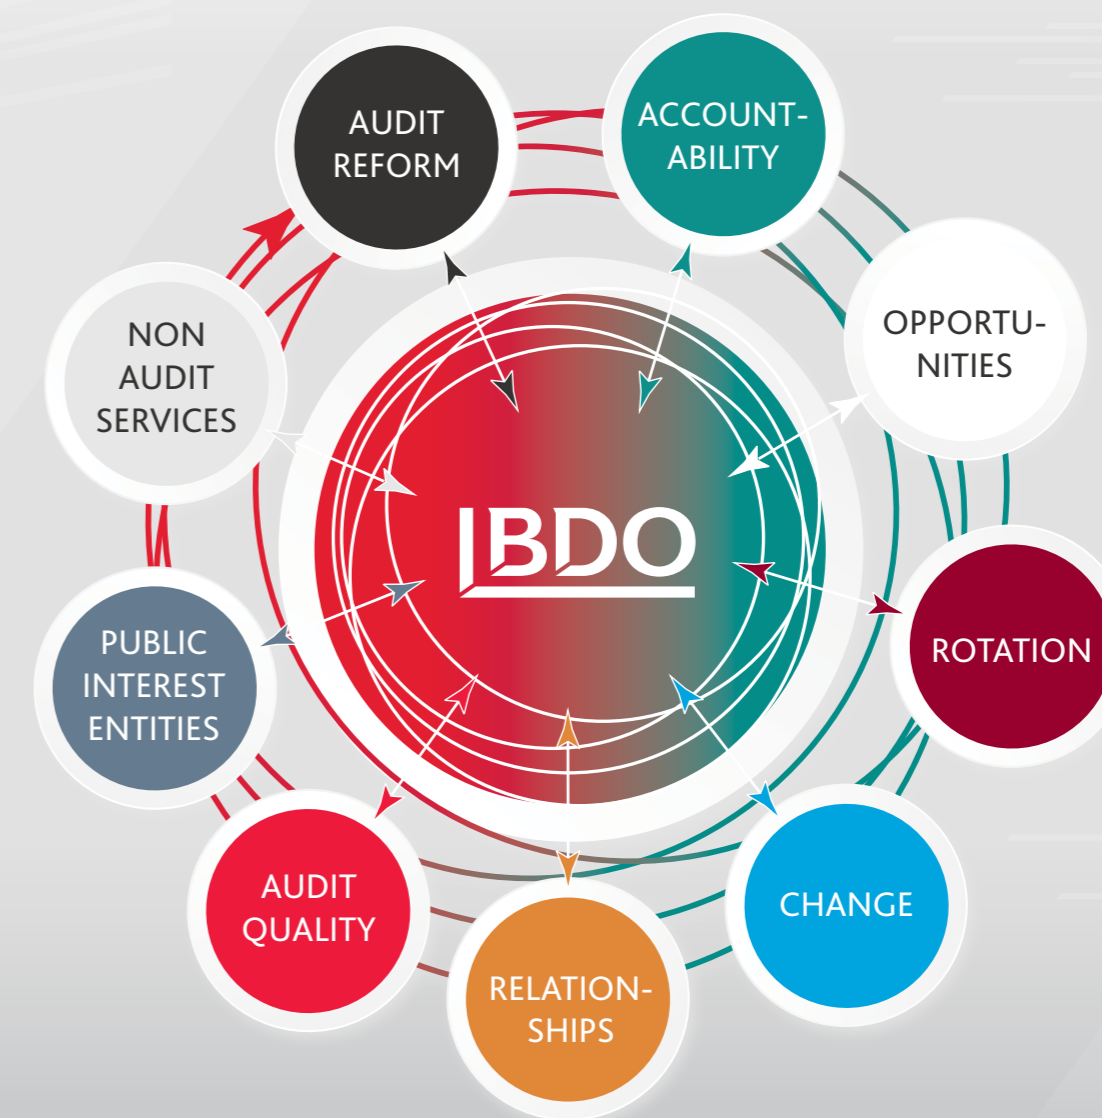 AUDIT
REFORM
ACCOUNT-
ABILITY
OPPORTU-
NITIES
NON
AUDIT
SERVICES
BDO
ROTATION
PUBLIC
INTEREST
ENTITIES
CHANGE
AUDIT
QUALITY
RELATION-
SHIPS